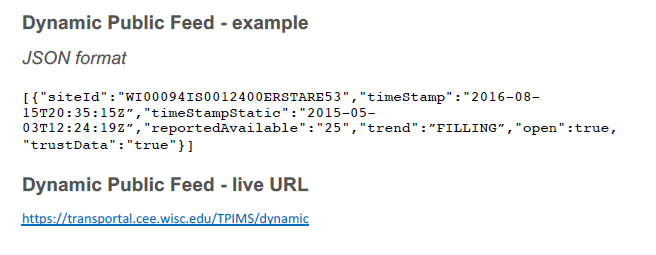 Dynamic Public Feed - example
JSON format
[{"siteId":"WI00094IS0012400ERSTARE53","timeStamp":"2016-08-
15T20:35:15Z”,"timeStampStatic":"2015-05-
03T12:24:19Z”,"reportedAvailable":"25","trend":”FILLING”,"open":true,
"trustData":"true"}]
Dynamic Public Feed - live URL
https://transportal.cee.wisc.edu/TPIMS/dynamic